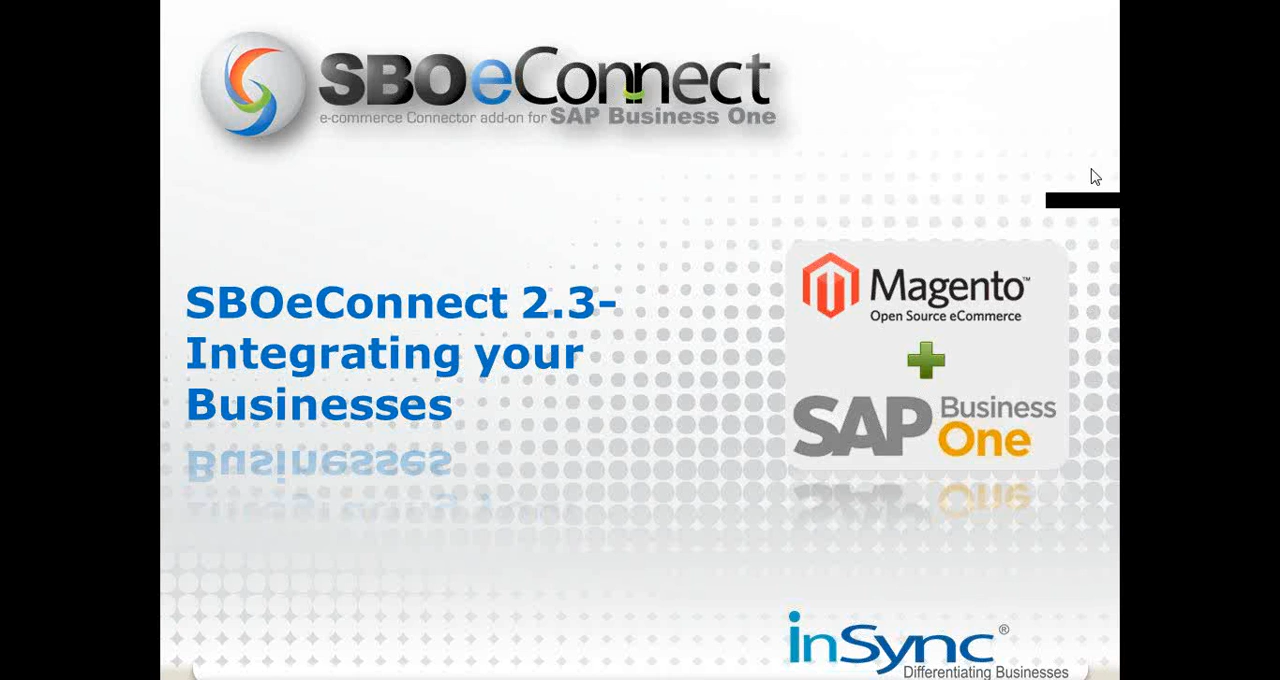 SBOeConnect
e-commerce Connector add-on for SAP Business One
SBOeConnect 2.3-
Integrating your
Businesses
Magento™
Open Source eCommerce
SAP Business
One
inSync®
Differentiating Businesses